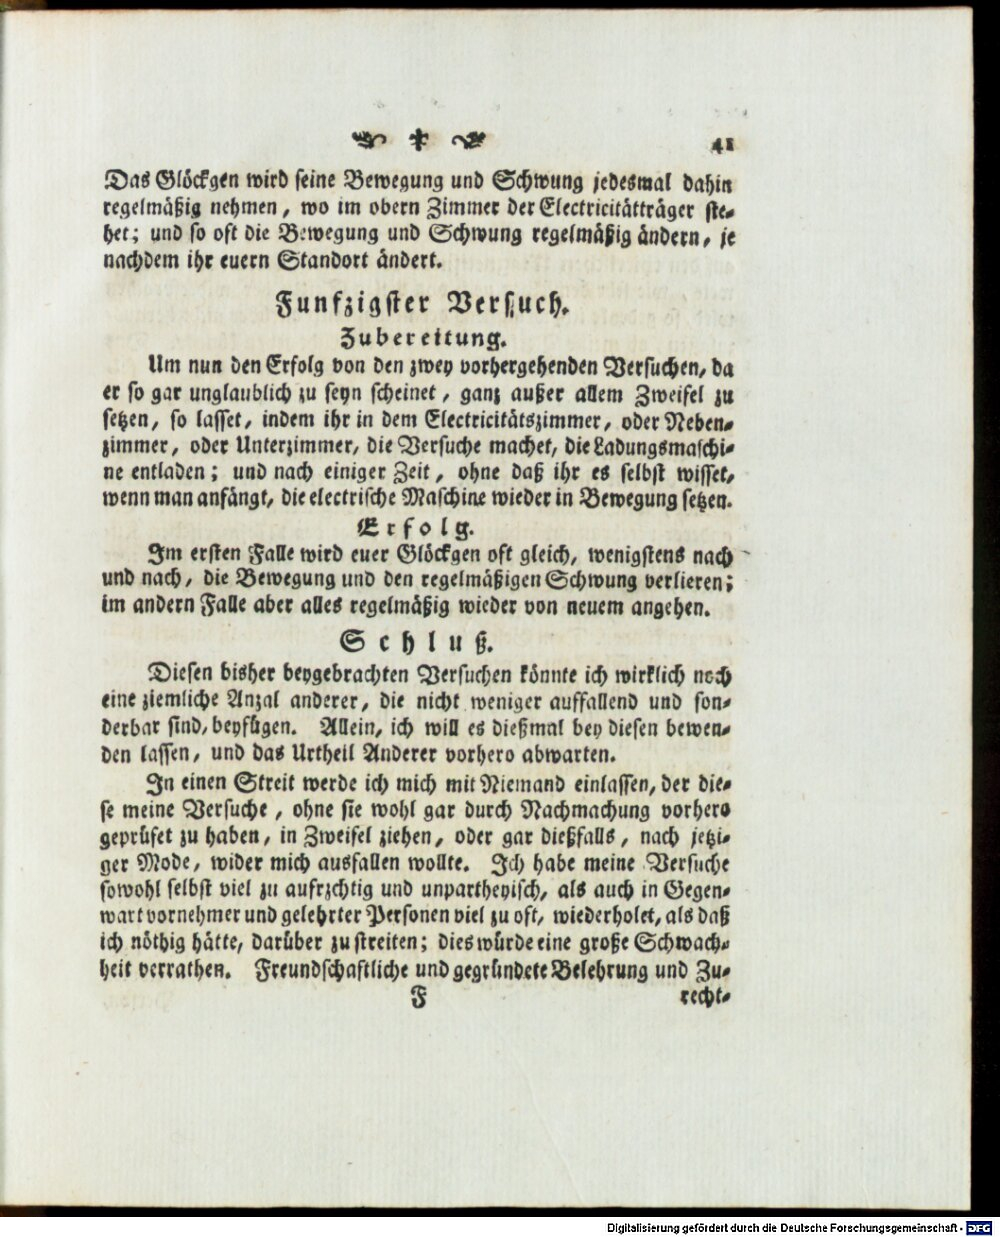 41
Das Glöckgen wird seine Bewegung und Schwung jedesmal dahin
regelmäßig nehmen, wo im obern Zimmer der Electricitätträger ste-
het; und so oft die Bewegung und Schwung regelmäßig ändern, je
nachdem ihr euern Standort ändert.
Funfzigster Versuch.
Zubereitung.
Um nun den Erfolg von den zwey vorhergehenden Versuchen, da
er so gar unglaublich zu seyn scheinet, ganz außer allem Zweifel zu
setzen, so lasset, indem ihr in dem Electricitätszimmer, oder Neben-
zimmer, oder Unterzimmer, die Versuche machet, die Ladungsmaschi-
ne entladen; und nach einiger Zeit, ohne daß ihr es selbst wisset,
wenn man anfängt, die electrische Maschine wieder in Bewegung setzen.
Erfolg.
Im ersten Falle wird euer Glöckgen oft gleich, wenigstens nach
und nach, die Bewegung und den regelmäßigen Schwung verlieren;
im andern Falle aber alles regelmäßig wieder von neuem angehen.
Schluß.
Diesen bisher beygebrachten Versuchen könnte ich wirklich noch
eine ziemliche Anzal anderer, die nicht weniger auffallend und son-
derbar sind, beyfügen. Allein, ich will es dießmal bey diesen bewen-
den lassen, und das Urtheil Anderer vorhero abwarten.
In einen Streit werde ich mich mit Niemand einlassen, der die-
se meine Versuche, ohne sie wohl gar durch Nachmachung vorhero
geprüfet zu haben, in Zweifel ziehen, oder gar dießfalls, nach jetzi-
ger Mode, wider mich ausfallen wollte. Ich habe meine Versuche
sowohl selbst viel zu aufrichtig und unpartheyisch, als auch in Gegen-
wart vornehmer und gelehrter Personen viel zu oft, wiederholet, als daß
ich nöthig hätte, darüber zu streiten; dies würde eine große Schwach-
heit verrathen. Freundschaftliche und gegründete Belehrung und Zu-
F recht-
Digitalisierung gefördert durch die Deutsche Forschungsgemeinschaft - DFG